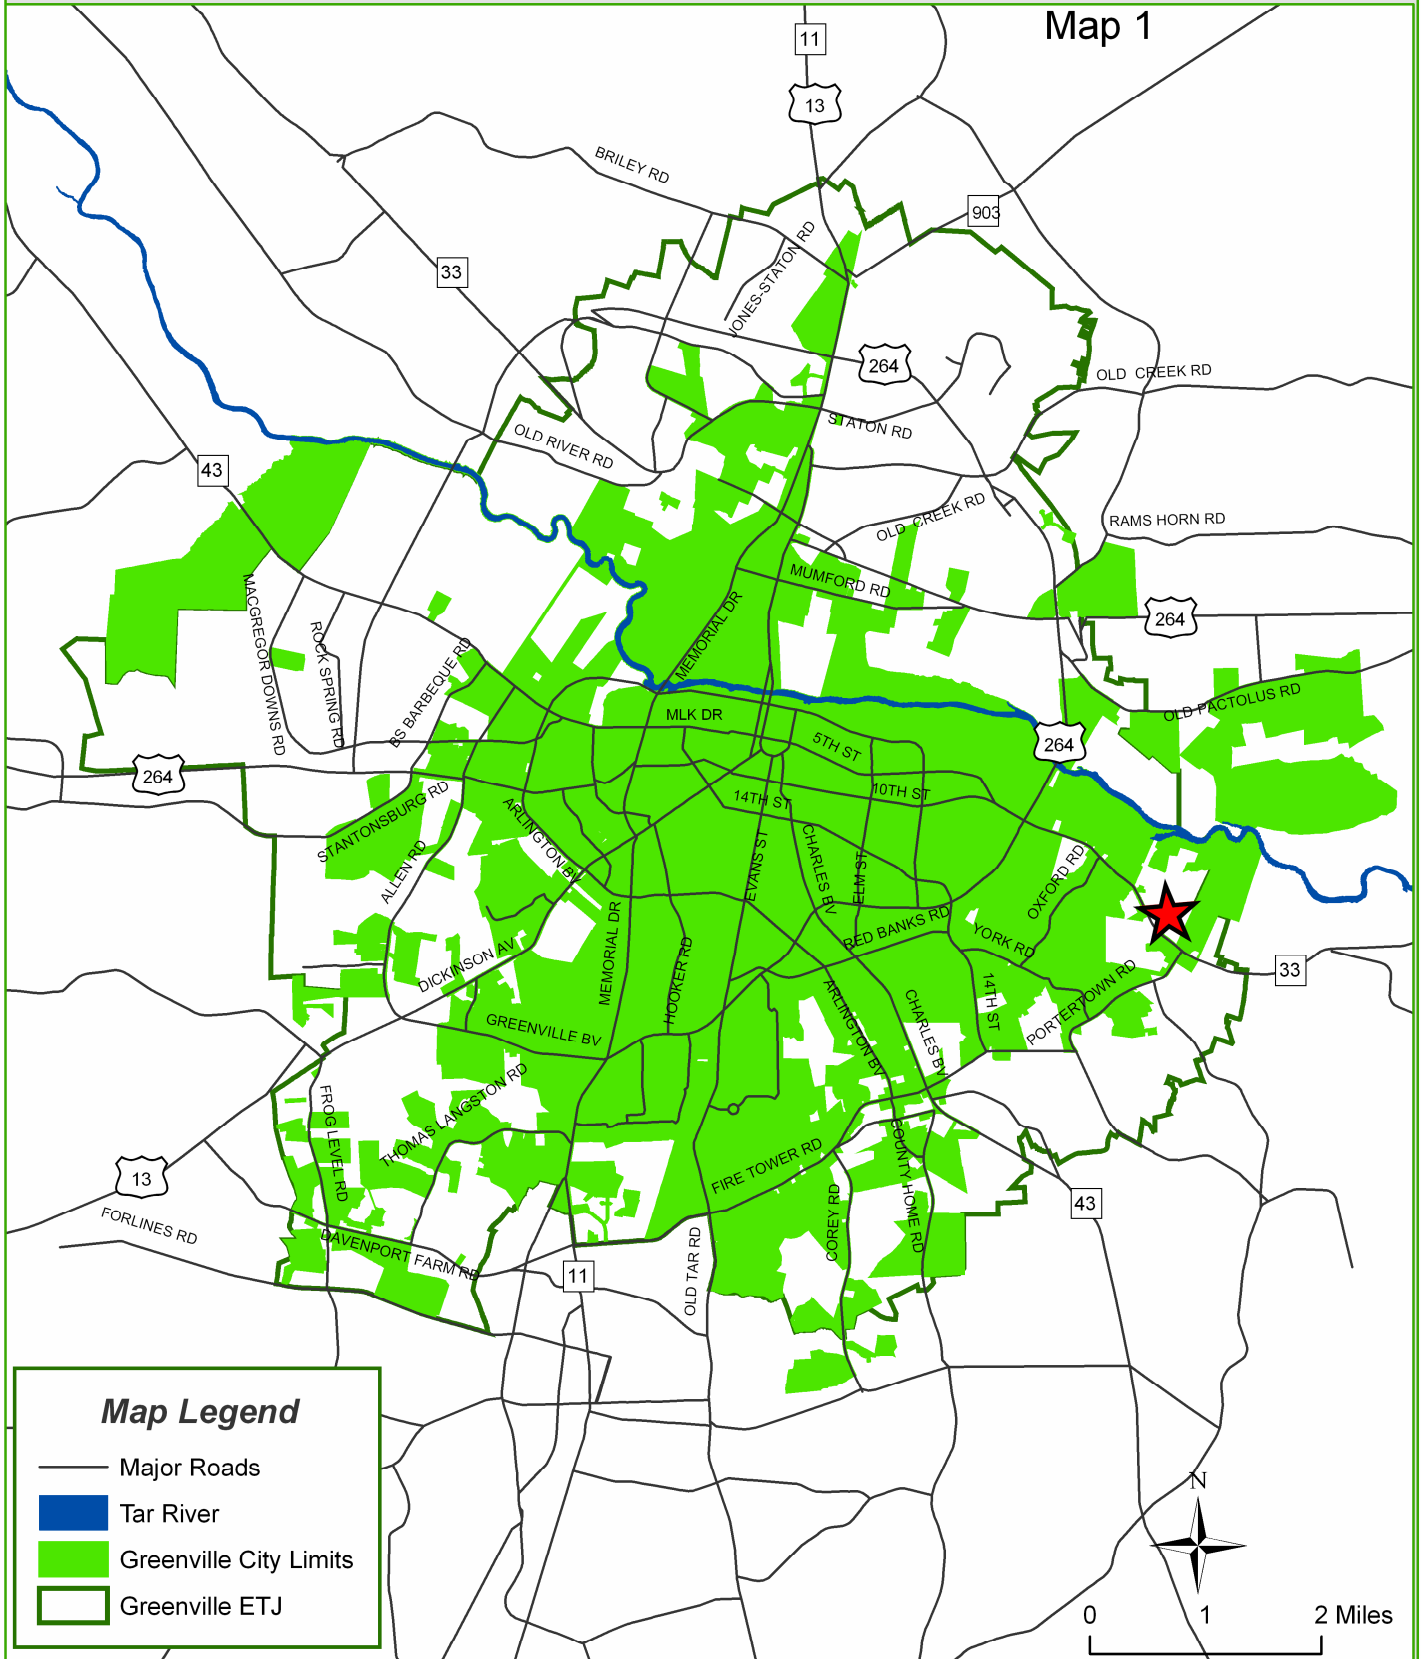 Map 1
11
13
BRILEY RD
903
JONES-STATON RD
33
264
OLD CREEK RD
STATON RD
OLD RIVER RD
43
OLD CREEK RD
RAMS HORN RD
MUMFORD RD
264
MACGREGOR DOWNS RD
ROCK SPRING RD
BS BARBEQUE RD
MEMORIAL DR
OLD PACTOLUS RD
MLK DR
5TH ST
264
264
10TH ST
14TH ST
STANTONSBURG RD
ARLINGTON BV
ALLEN RD
EVANS ST
CHARLES BV
ELM ST
OXFORD RD
RED BANKS RD
YORK RD
MEMORIAL DR
HOOKER RD
DICKINSON AV
33
14TH ST
PORTERTOWN RD
ARLINGTON BV
CHARLES BV
GREENVILLE BV
THOMAS LANGSTON RD
FROG LEVEL RD
FIRE TOWER RD
COUNTY HOME RD
COREY RD
13
43
FORLINES RD
DAVENPORT FARM RD
11
OLD TAR RD
Map Legend
Major Roads
Tar River
Greenville City Limits
Greenville ETJ
N
0 1 2 Miles